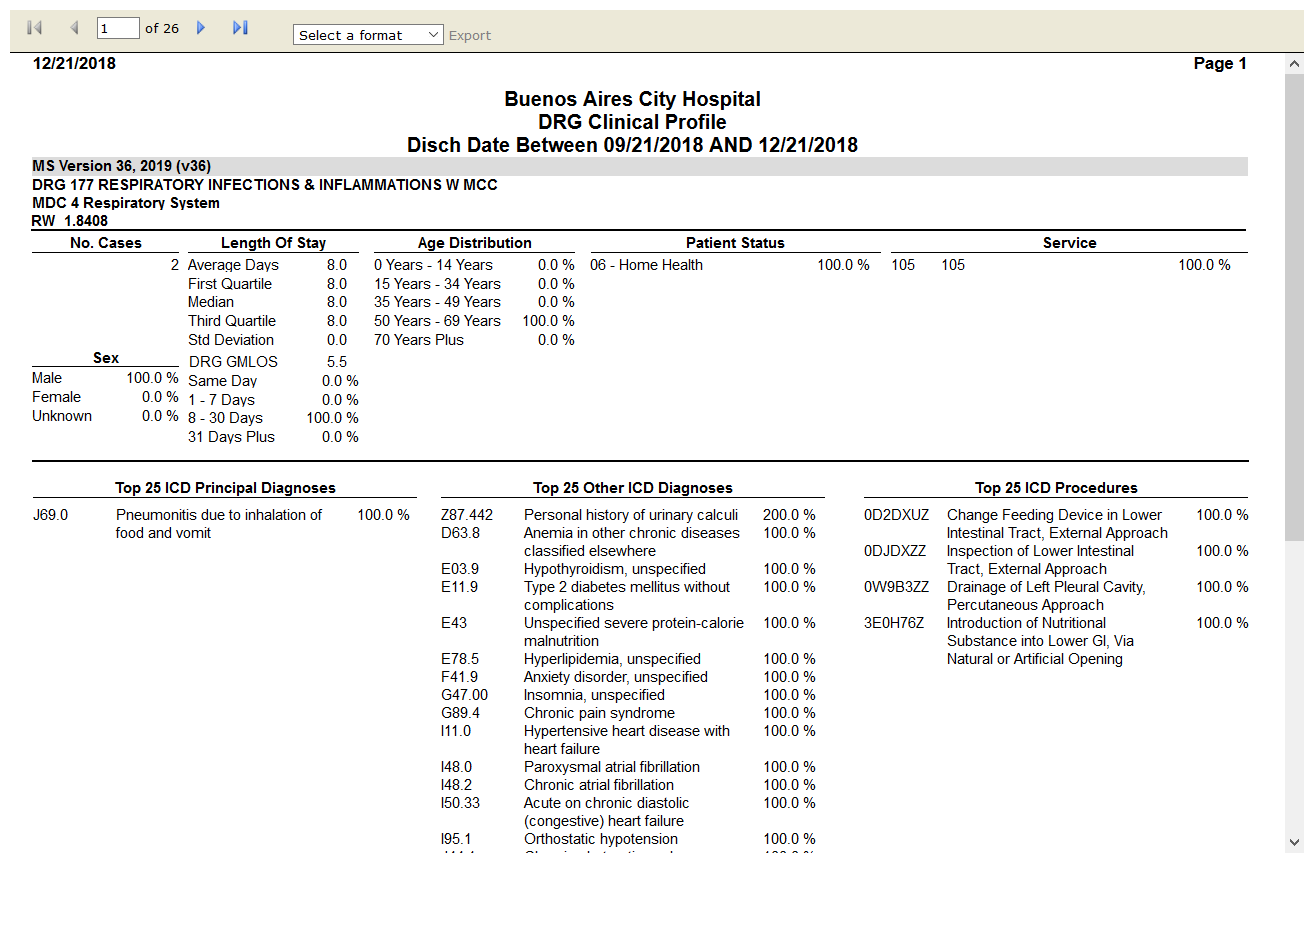 1 of 26 Select a format Export
12/21/2018 Page 1
Buenos Aires City Hospital
DRG Clinical Profile
Disch Date Between 09/21/2018 AND 12/21/2018
MS Version 36, 2019 (v36)
DRG 177 RESPIRATORY INFECTIONS & INFLAMMATIONS W MCC
MDC 4 Respiratory System
RW 1.8408
No. Cases
2
Sex
Male 100.0 %
Female 0.0 %
Unknown 0.0 %
Length Of Stay
Average Days 8.0
First Quartile 8.0
Median 8.0
Third Quartile 8.0
Std Deviation 0.0
DRG GMLOS 5.5
Same Day 0.0 %
1 - 7 Days 0.0 %
8 - 30 Days 100.0 %
31 Days Plus 0.0 %
Age Distribution
0 Years - 14 Years 0.0 %
15 Years - 34 Years 0.0 %
35 Years - 49 Years 0.0 %
50 Years - 69 Years 100.0 %
70 Years Plus 0.0 %
Patient Status
06 - Home Health 100.0 %
Service
105 105 100.0 %
Top 25 ICD Principal Diagnoses
J69.0 Pneumonitis due to inhalation of 100.0 %
food and vomit
Top 25 Other ICD Diagnoses
Z87.442 Personal history of urinary calculi 200.0 %
D63.8 Anemia in other chronic diseases 100.0 %
classified elsewhere
E03.9 Hypothyroidism, unspecified 100.0 %
E11.9 Type 2 diabetes mellitus without 100.0 %
complications
E43 Unspecified severe protein-calorie 100.0 %
malnutrition
E78.5 Hyperlipidemia, unspecified 100.0 %
F41.9 Anxiety disorder, unspecified 100.0 %
G47.00 Insomnia, unspecified 100.0 %
G89.4 Chronic pain syndrome 100.0 %
I11.0 Hypertensive heart disease with 100.0 %
heart failure
I48.0 Paroxysmal atrial fibrillation 100.0 %
I48.2 Chronic atrial fibrillation 100.0 %
I50.33 Acute on chronic diastolic 100.0 %
(congestive) heart failure
I95.1 Orthostatic hypotension 100.0 %
Top 25 ICD Procedures
0D2DXUZ Change Feeding Device in Lower 100.0 %
Intestinal Tract, External Approach
0DJDXZZ Inspection of Lower Intestinal 100.0 %
Tract, External Approach
0W9B3ZZ Drainage of Left Pleural Cavity, 100.0 %
Percutaneous Approach
3E0H76Z Introduction of Nutritional 100.0 %
Substance into Lower GI, Via
Natural or Artificial Opening